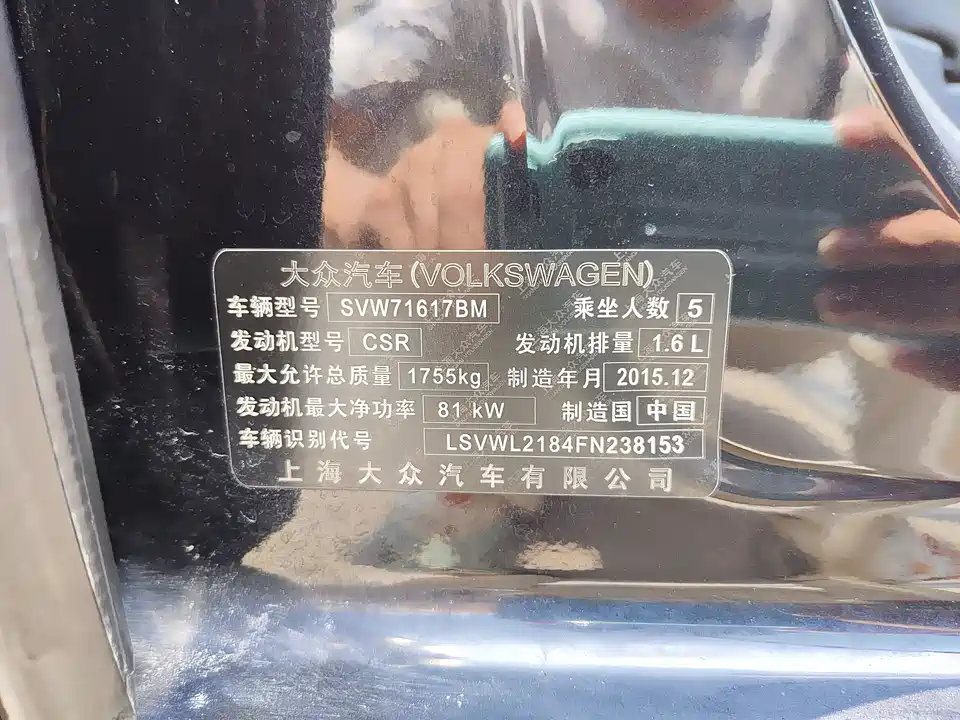 大众汽车(VOLKSWAGEN)
车辆型号 SVW71617BM 乘坐人数 5
发动机型号 CSR 发动机排量 1.6 L
最大允许总质量 1755kg 制造年月 2015.12
发动机最大净功率 81 kW 制造国 中国
车辆识别代号 LSVWL2184FN238153
上海大众汽车有限公司